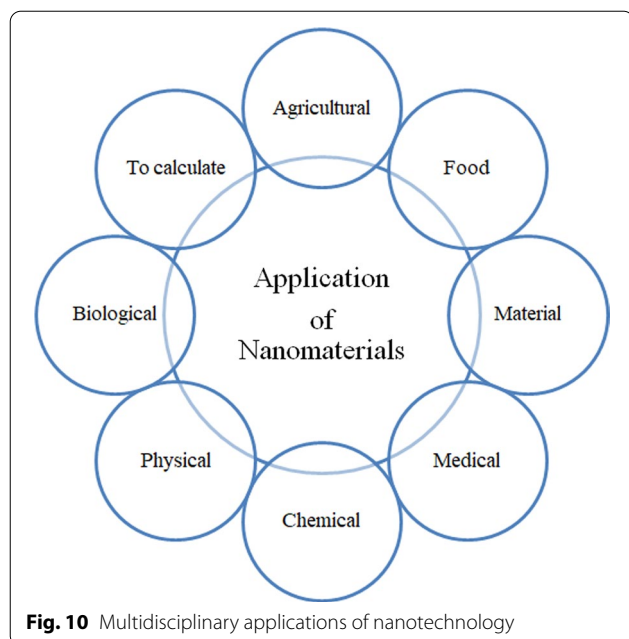 Agricultural
To calculate
Food
Application
of
Nanomaterials
Biological
Material
Physical
Medical
Chemical
Fig. 10 Multidisciplinary applications of nanotechnology